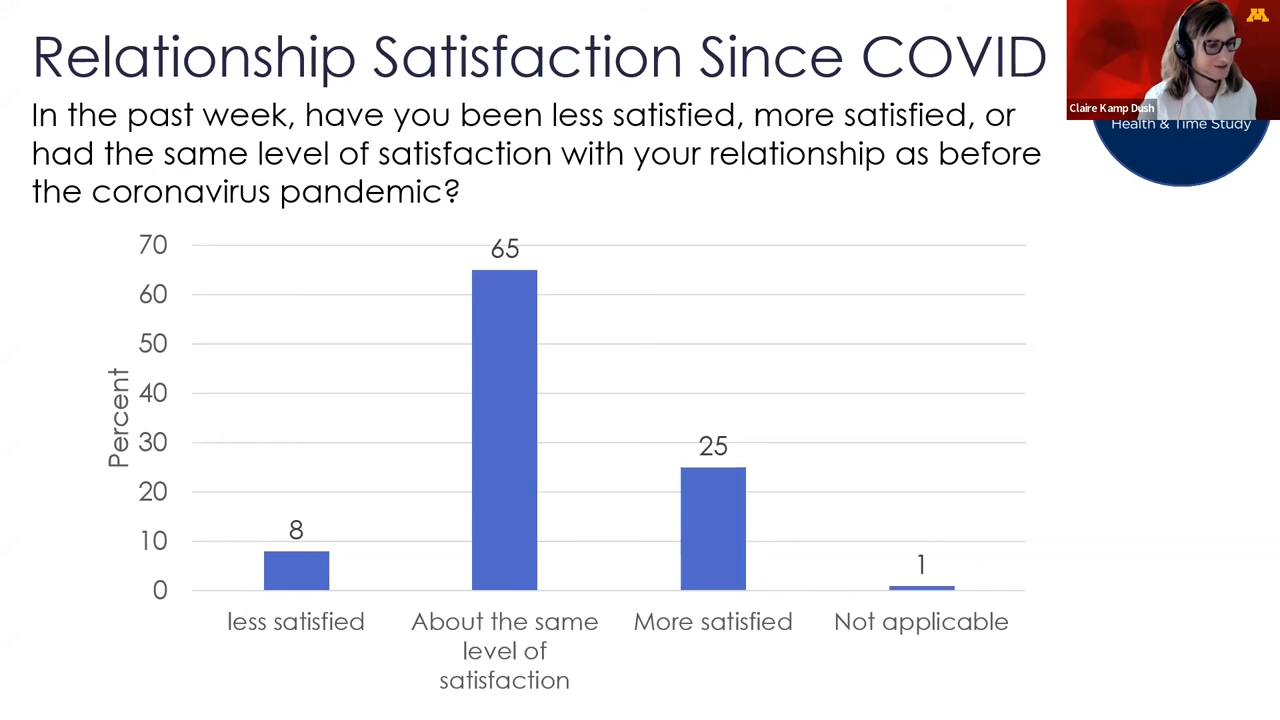 Relationship Satisfaction Since COVID
Claire Kamp Dush
Health & Time Study
In the past week, have you been less satisfied, more satisfied, or
had the same level of satisfaction with your relationship as before
the coronavirus pandemic?
70
60
50
40
30
20
10
0
Percent
8
65
25
1
less satisfied
About the same
level of
satisfaction
More satisfied
Not applicable